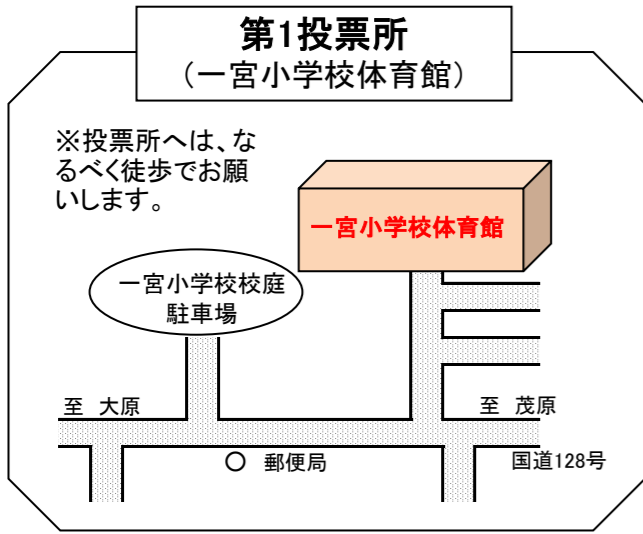 第1投票所
（一宮小学校体育館）
※投票所へは、な
るべく徒歩でお願
いします。
一宮小学校体育館
一宮小学校校庭
駐車場
至　大原
至　茂原
郵便局
国道128号